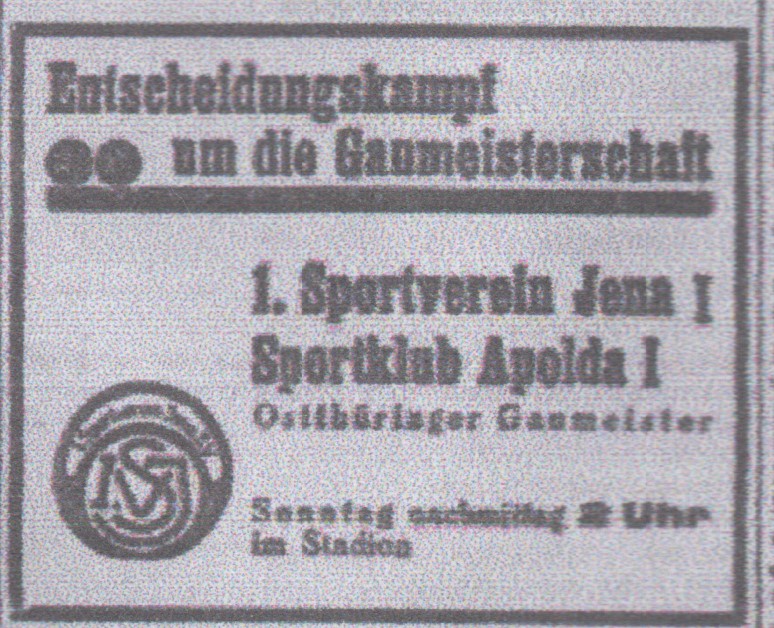 Entscheidungskampf
um die Gaumeisterschaft
1. Sportverein Jena I
Sportklub Apolda I
Ostthüringer Gaumeister
Sonntag nachmittag 2 Uhr
im Stadion